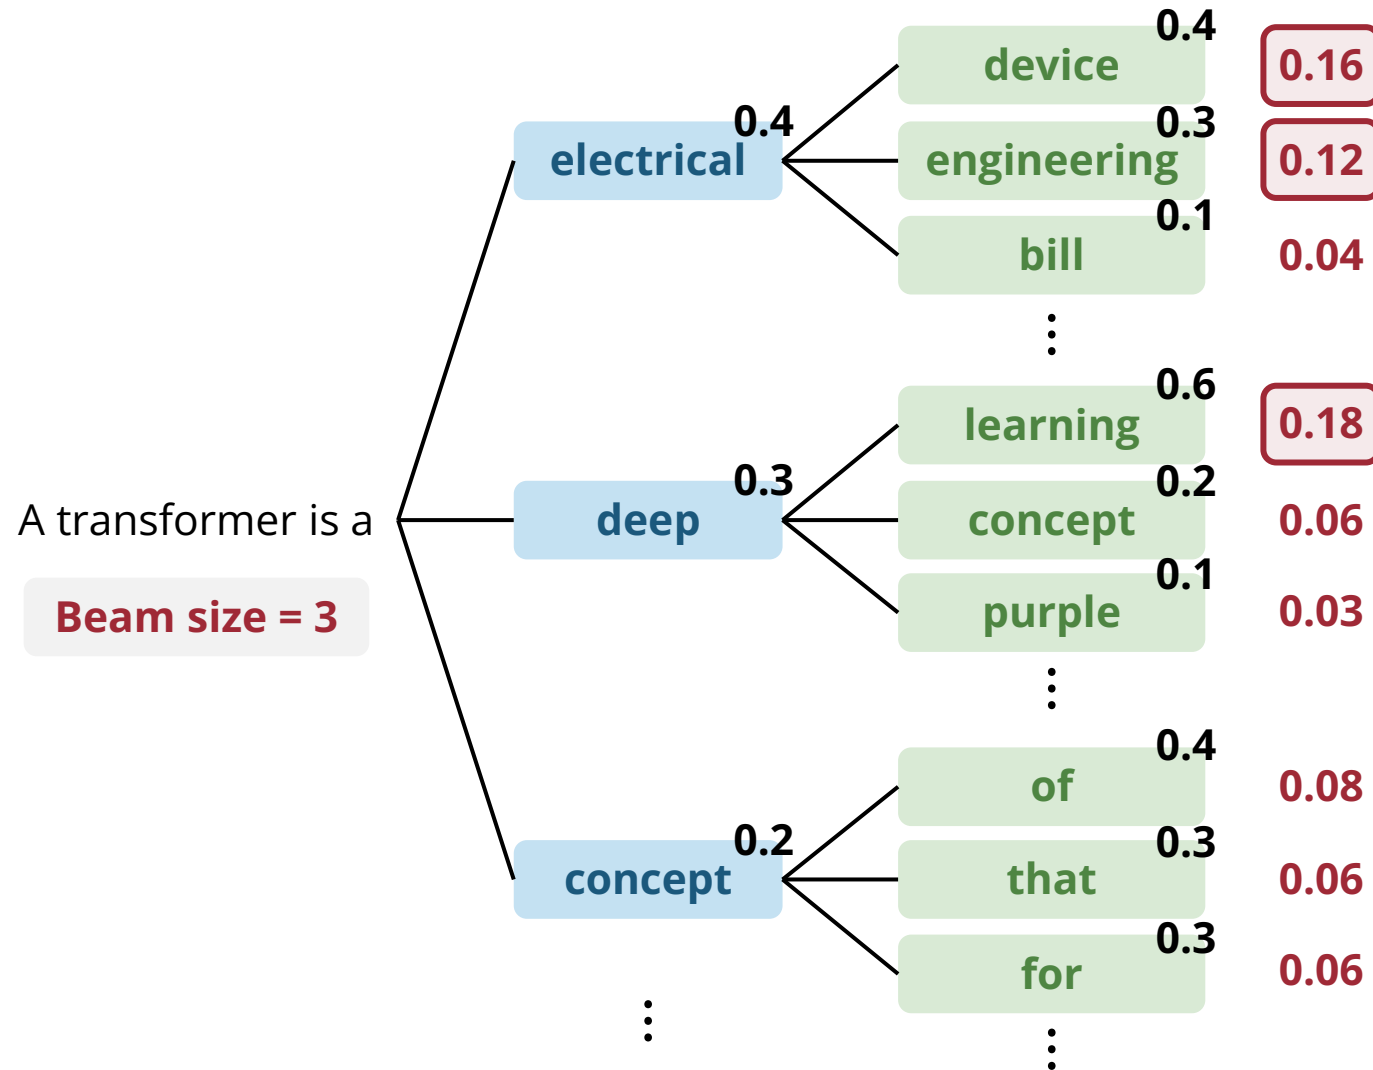 0.4
device
0.16
0.4
electrical
0.3
engineering
0.12
0.1
bill
0.04
0.6
learning
0.18
A transformer is a
Beam size = 3
0.3
deep
0.2
concept
0.06
0.1
purple
0.03
0.4
of
0.08
0.2
concept
0.3
that
0.06
0.3
for
0.06